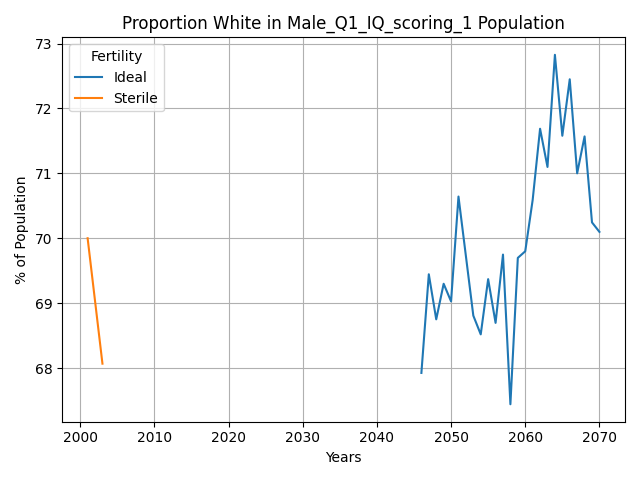 Proportion White in Male_Q1_IQ_scoring_1 Population
Fertility
Ideal
Sterile
% of Population
73
72
71
70
69
68
2000 2010 2020 2030 2040 2050 2060 2070
Years